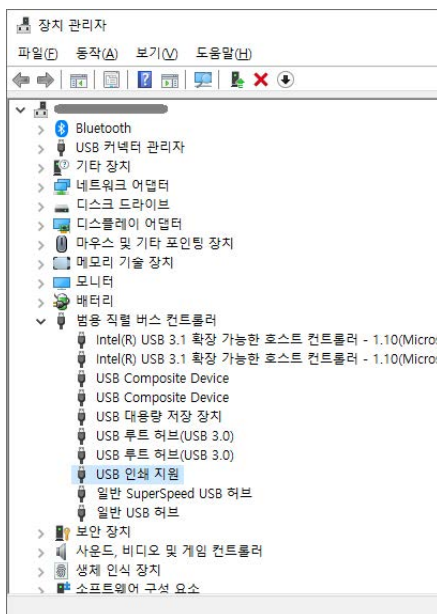 장치 관리자
파일(F) 동작(A) 보기(V) 도움말(H)
Bluetooth
USB 커넥터 관리자
기타 장치
네트워크 어댑터
디스크 드라이브
디스플레이 어댑터
마우스 및 기타 포인팅 장치
메모리 기술 장치
모니터
배터리
범용 직렬 버스 컨트롤러
Intel(R) USB 3.1 확장 가능한 호스트 컨트롤러 - 1.10(Micros
Intel(R) USB 3.1 확장 가능한 호스트 컨트롤러 - 1.10(Micros
USB Composite Device
USB Composite Device
USB 대용량 저장 장치
USB 루트 허브(USB 3.0)
USB 루트 허브(USB 3.0)
USB 인쇄 지원
일반 SuperSpeed USB 허브
일반 USB 허브
보안 장치
사운드, 비디오 및 게임 컨트롤러
생체 인식 장치
소프트웨어 구성 요소